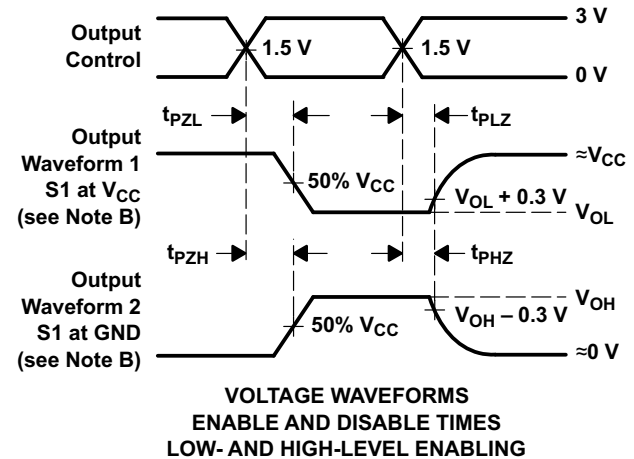 Output
Control
1.5 V
1.5 V
3 V
0 V
tPZL
tPLZ
Output
Waveform 1
S1 at VCC
(see Note B)
50% VCC
VOL + 0.3 V
≈VCC
VOL
tPZH
tPHZ
Output
Waveform 2
S1 at GND
(see Note B)
50% VCC
VOH – 0.3 V
VOH
≈0 V
VOLTAGE WAVEFORMS
ENABLE AND DISABLE TIMES
LOW- AND HIGH-LEVEL ENABLING